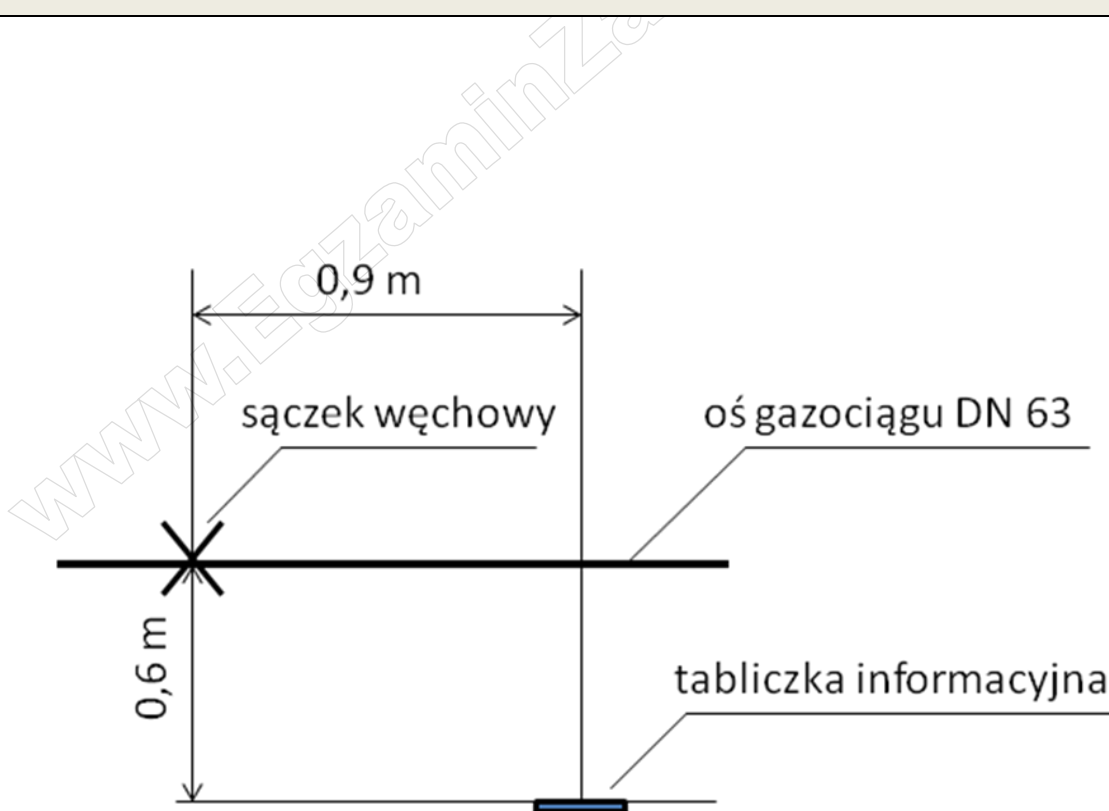 0,9 m
sączek węchowy
oś gazociągu DN 63
0,6 m
tabliczka informacyjna
www.EgzaminZa